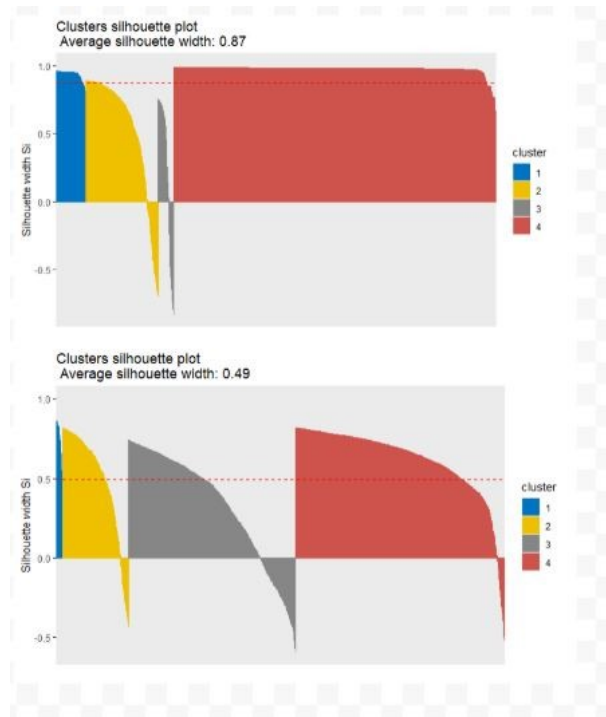 Clusters silhouette plot
Average silhouette width: 0.87
1.0
0.5
0.0
-0.5
Silhouette width Si
cluster
1
2
3
4
Clusters silhouette plot
Average silhouette width: 0.49
1.0
0.5
0.0
-0.5
Silhouette width Si
cluster
1
2
3
4